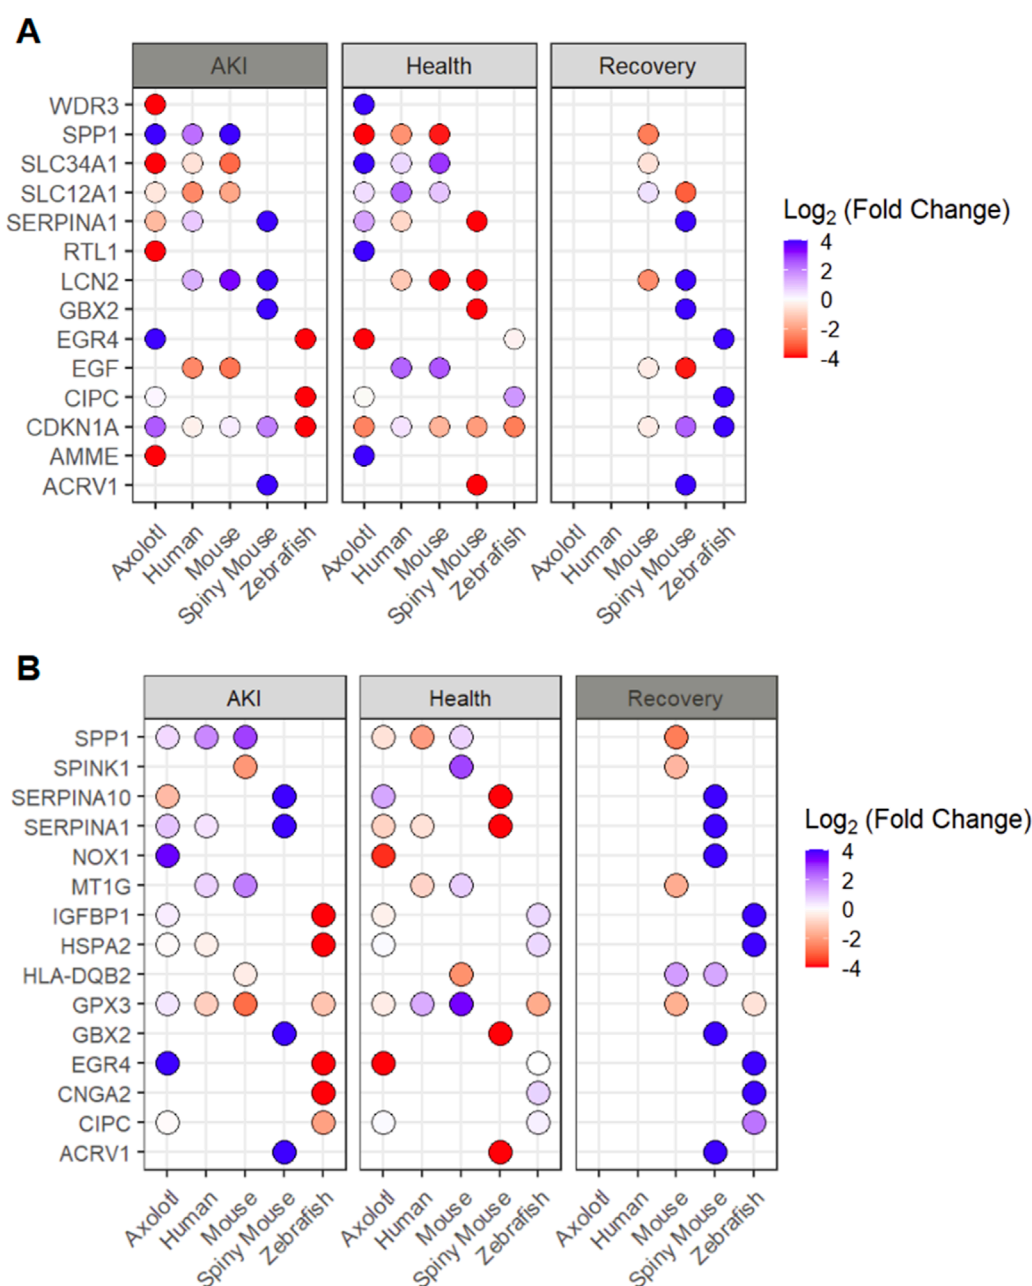 A
AKI
Health
Recovery
WDR3
SPP1
SLC34A1
SLC12A1
SERPINA1
RTL1
LCN2
GBX2
EGR4
EGF
CIPC
CDKN1A
AMME
ACRV1
Log2 (Fold Change)
4
2
0
-2
-4
Axolotl
Human
Mouse
Spiny Mouse
Zebrafish
Axolotl
Human
Mouse
Spiny Mouse
Zebrafish
Axolotl
Human
Mouse
Spiny Mouse
Zebrafish
B
AKI
Health
Recovery
SPP1
SPINK1
SERPINA10
SERPINA1
NOX1
MT1G
IGFBP1
HSPA2
HLA-DQB2
GPX3
GBX2
EGR4
CNGA2
CIPC
ACRV1
Log2 (Fold Change)
4
2
0
-2
-4
Axolotl
Human
Mouse
Spiny Mouse
Zebrafish
Axolotl
Human
Mouse
Spiny Mouse
Zebrafish
Axolotl
Human
Mouse
Spiny Mouse
Zebrafish